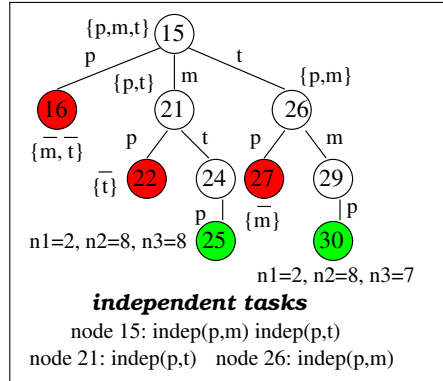 {p,m,t}
15
p m t
{p,t} {p,m}
16 21 26
{m̅, t̅}
p t p m
{t̅} 22 24 27 29
{m̅}
p p
n1=2, n2=8, n3=8 25 30
n1=2, n2=8, n3=7
independent tasks
node 15: indep(p,m) indep(p,t)
node 21: indep(p,t) node 26: indep(p,m)